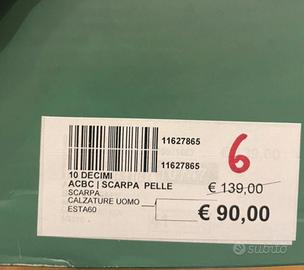 11627865
6
11627865
10 DECIMI
ACBC | SCARPA PELLE
€ 139,00
SCARPA.
CALZATURE UOMO
ESTA60
€ 90,00
subito